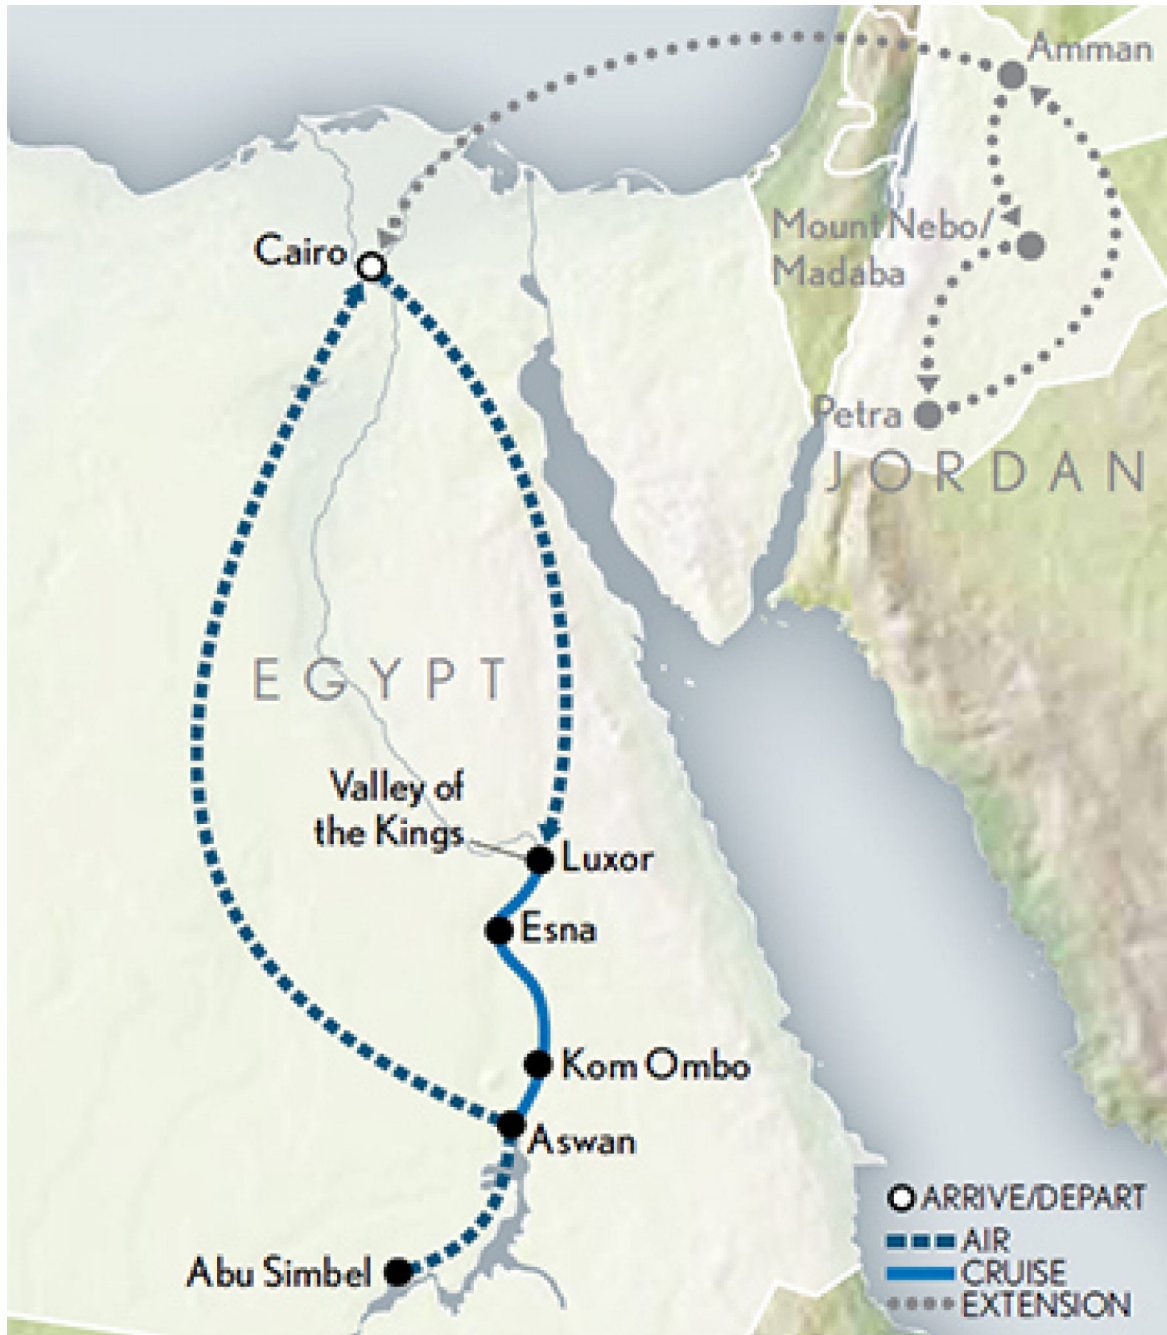 Amman
Cairo
Mount Nebo/
Madaba
Petra
JORDAN
EGYPT
Valley of
the Kings
Luxor
Esna
Kom Ombo
Aswan
Abu Simbel
ARRIVE/DEPART
AIR
CRUISE
EXTENSION